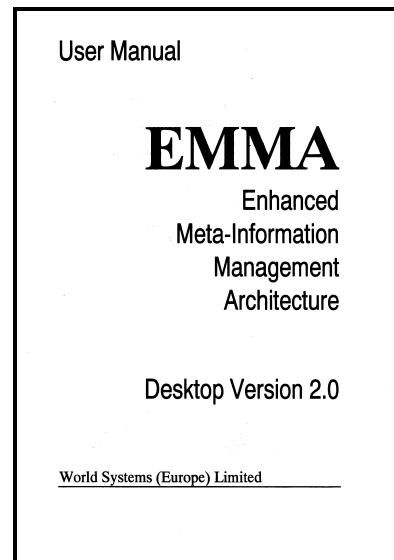 User Manual
EMMA
Enhanced
Meta-Information
Management
Architecture
Desktop Version 2.0
World Systems (Europe) Limited